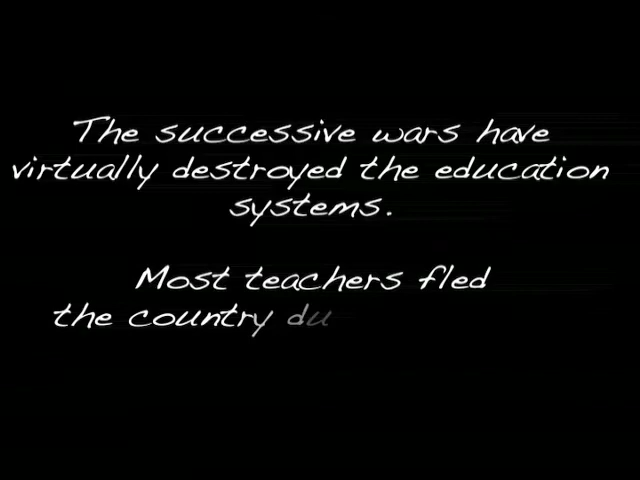 The successive wars have
virtually destroyed the education
systems.
Most teachers fled
the country du